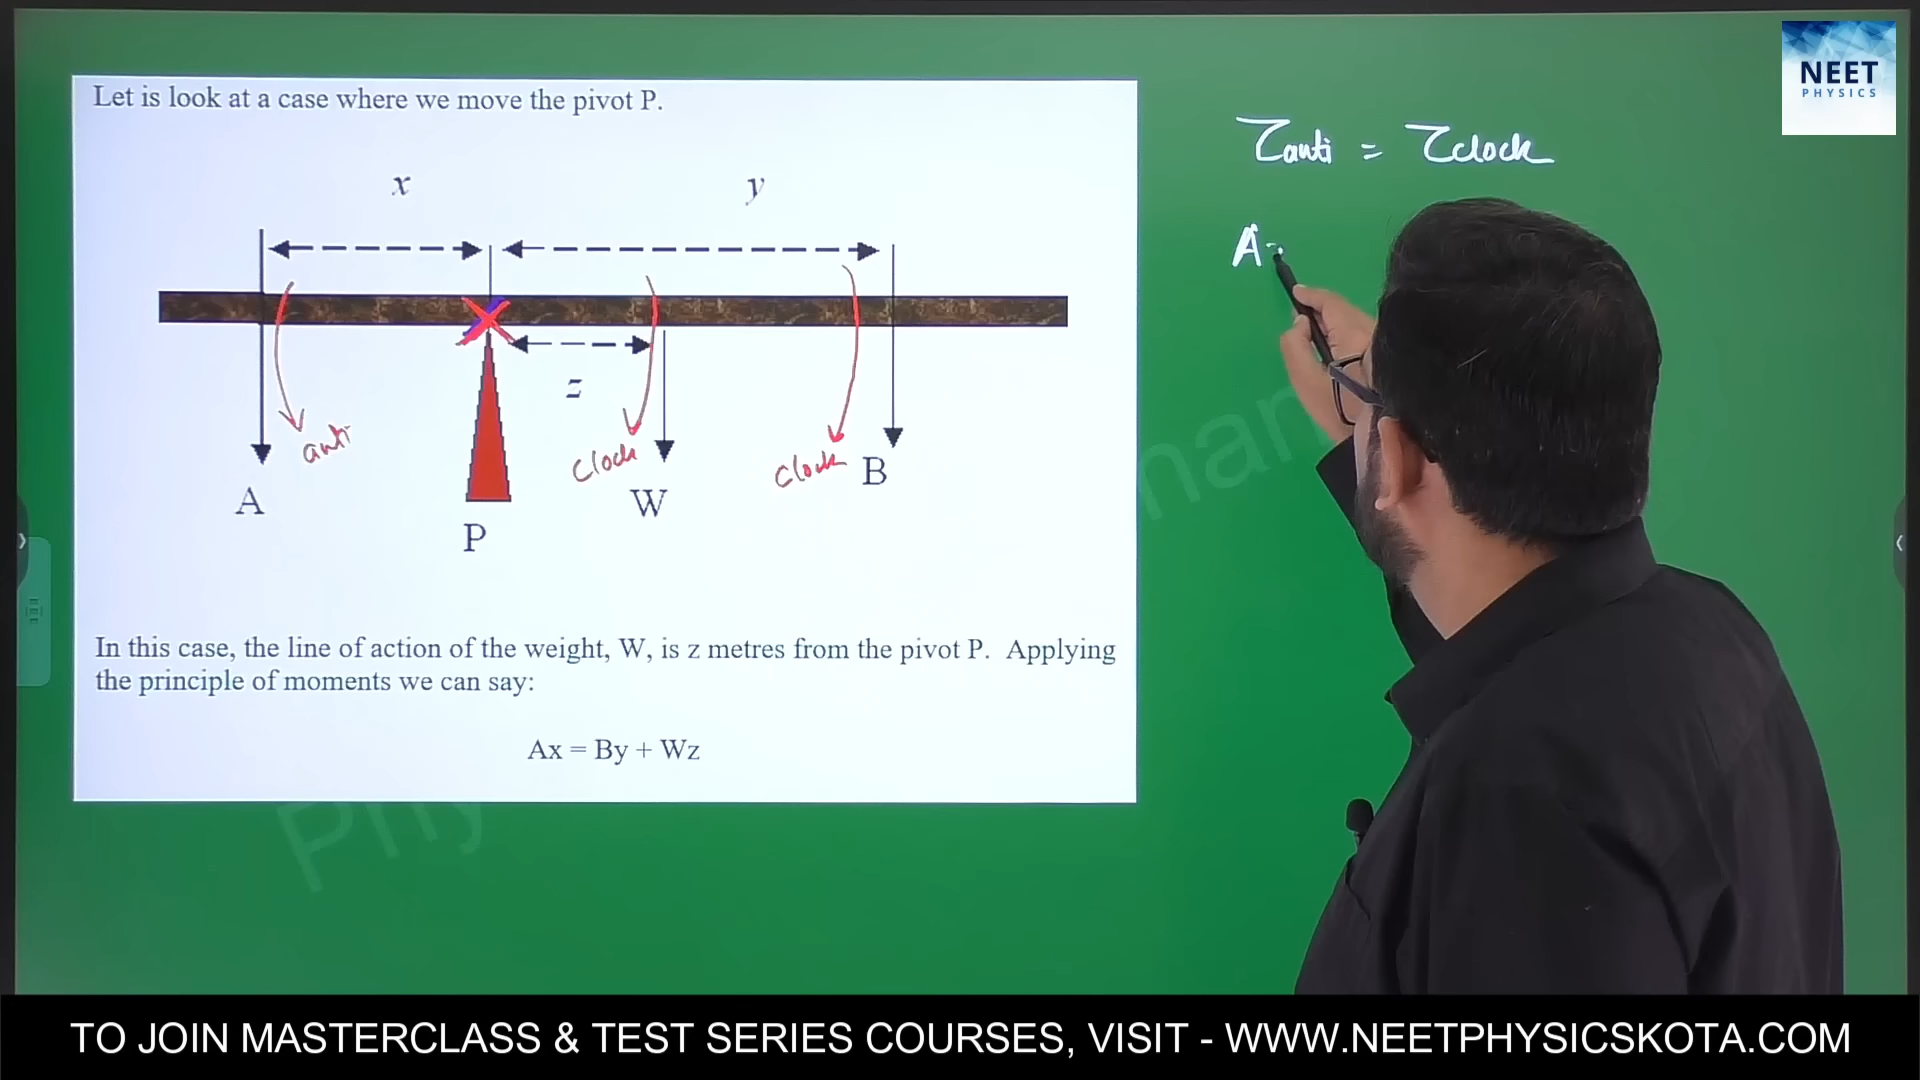 NEET
PHYSICS
Let is look at a case where we move the pivot P.
x
y
z
anti
clock
clock
A
P
W
B
In this case, the line of action of the weight, W, is z metres from the pivot P. Applying
the principle of moments we can say:
Ax = By + Wz
τanti = τclock
A
Phy
man
TO JOIN MASTERCLASS & TEST SERIES COURSES, VISIT - WWW.NEETPHYSICSKOTA.COM